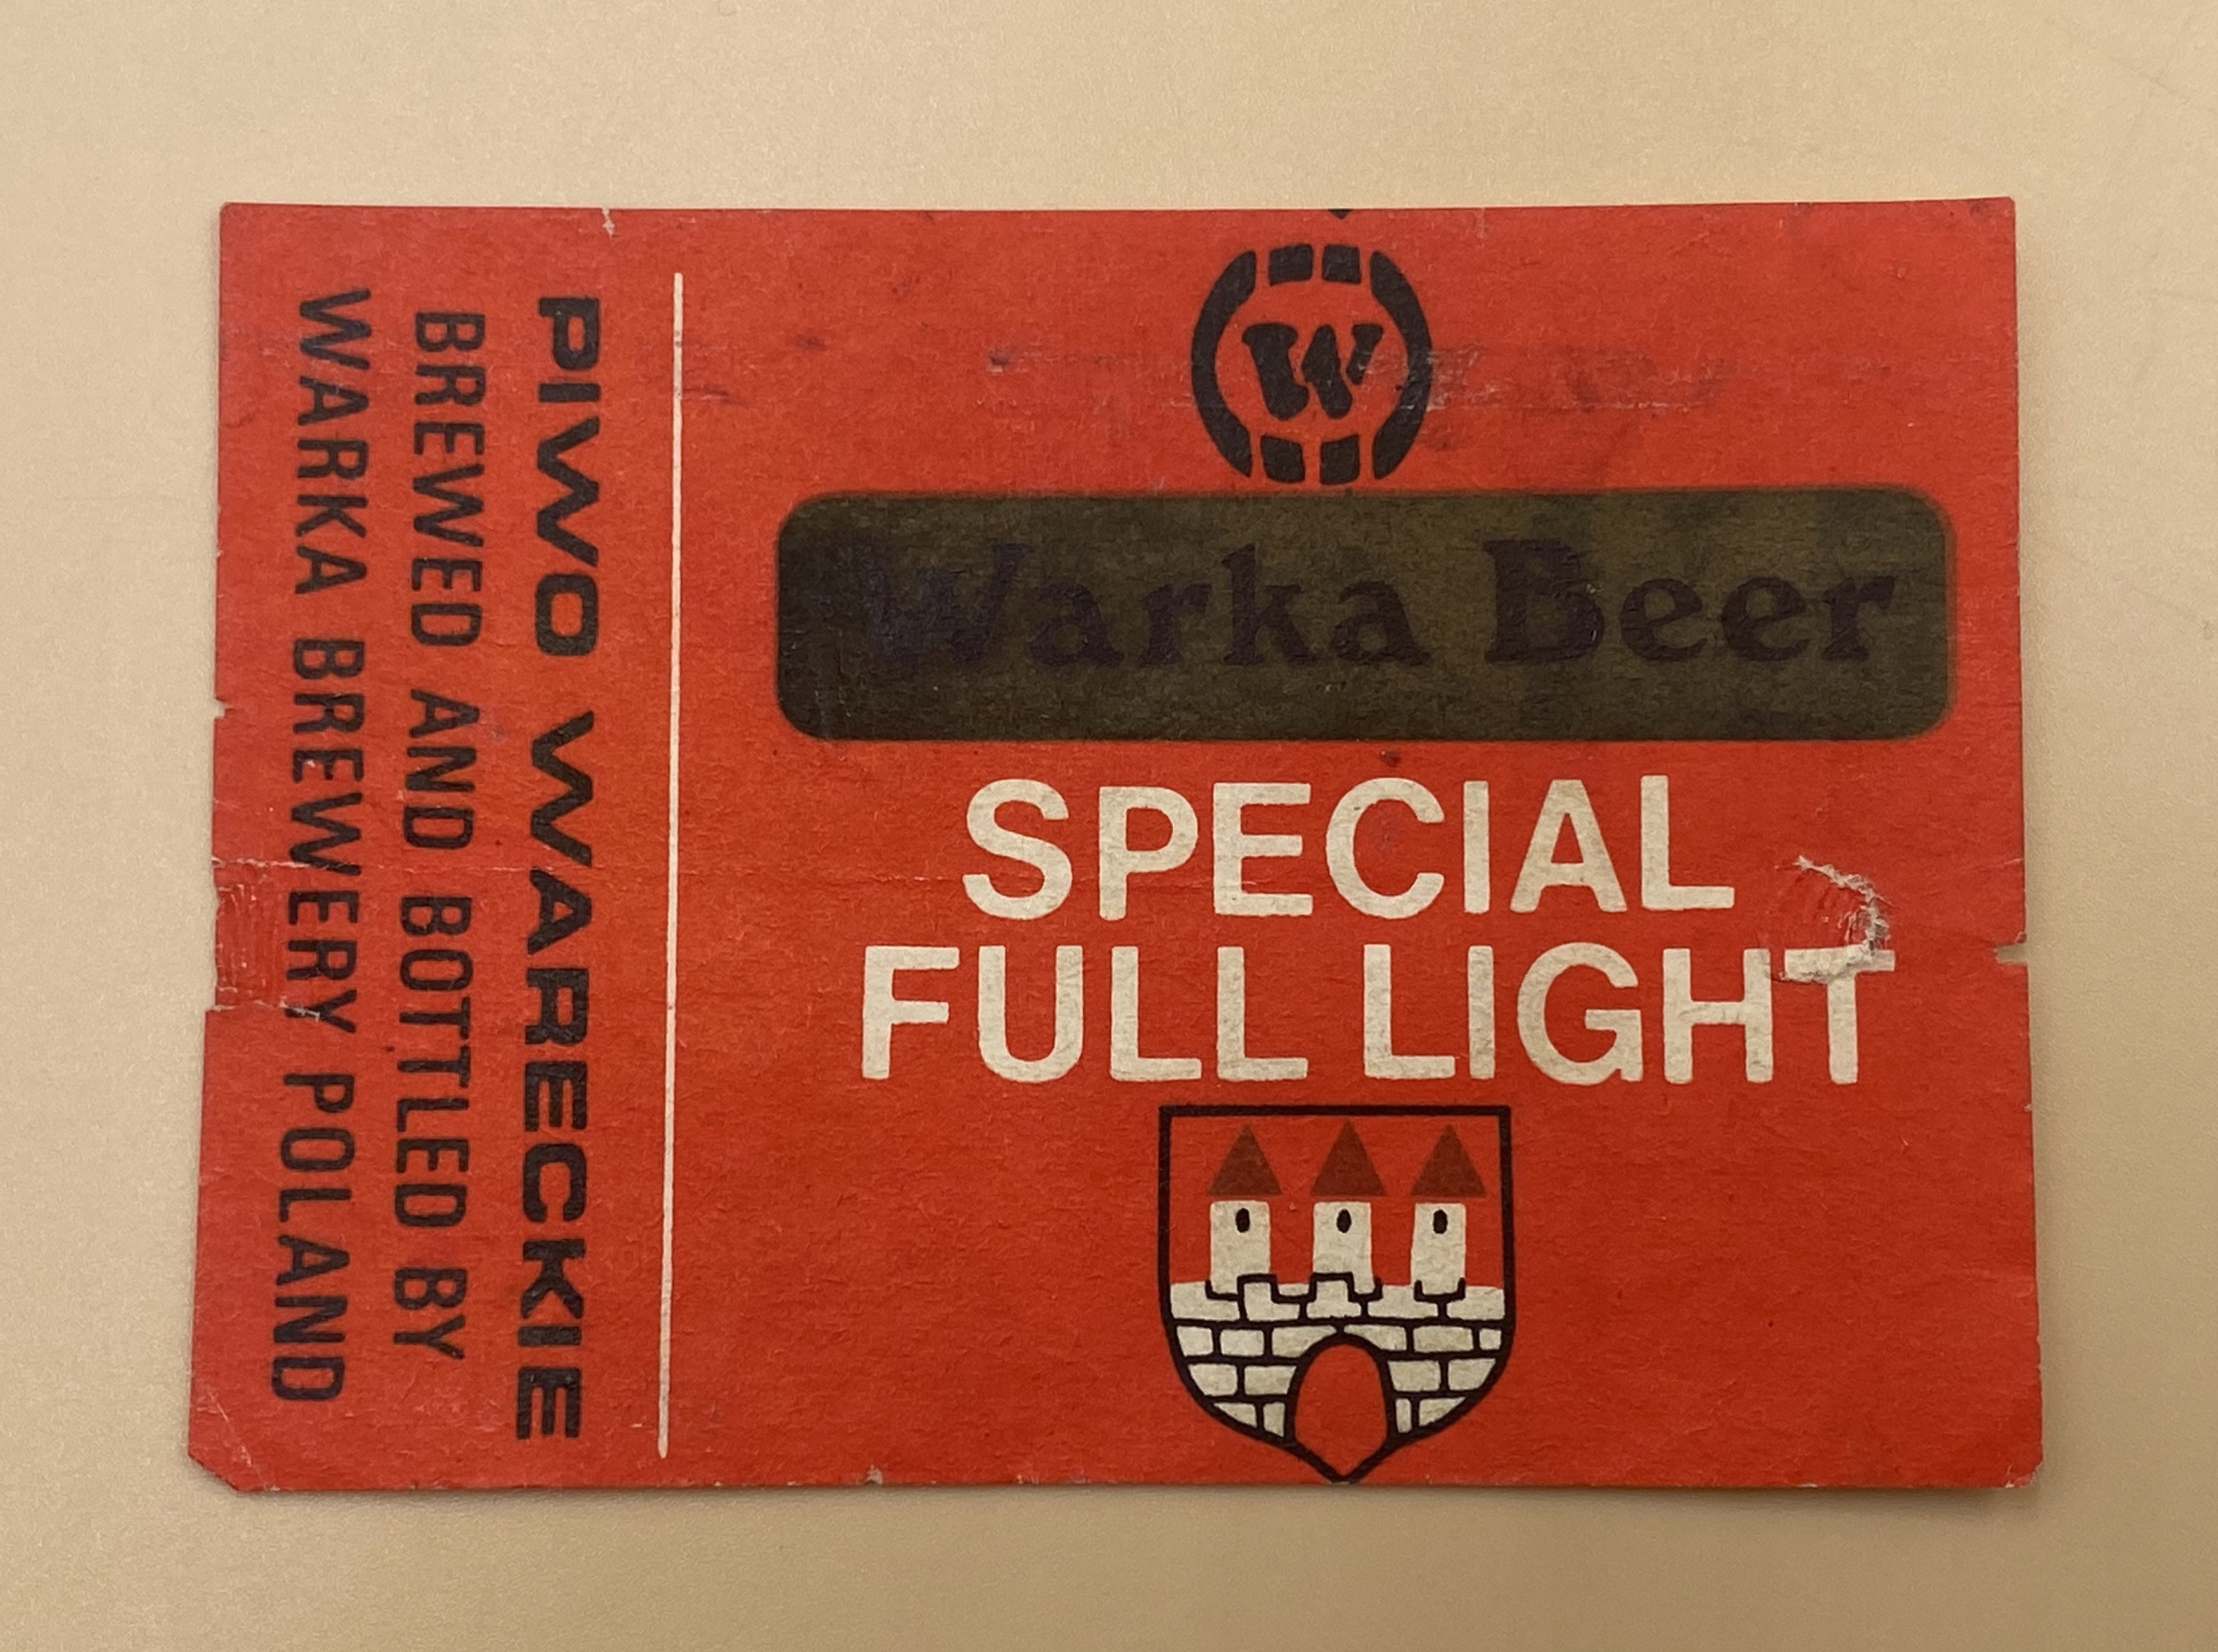 W
Warka Beer
SPECIAL
FULL LIGHT
PIWO WARECKIE
BREWED AND BOTTLED BY
WARKA BREWERY POLAND